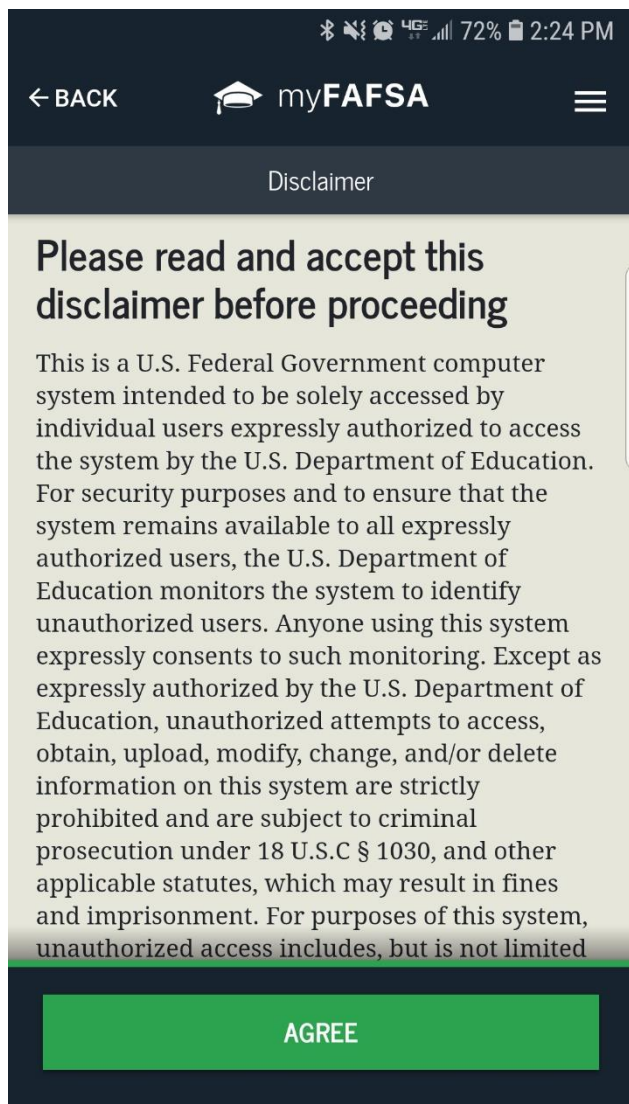 4GE 72% 2:24 PM
← BACK myFAFSA
Disclaimer
Please read and accept this
disclaimer before proceeding
This is a U.S. Federal Government computer
system intended to be solely accessed by
individual users expressly authorized to access
the system by the U.S. Department of Education.
For security purposes and to ensure that the
system remains available to all expressly
authorized users, the U.S. Department of
Education monitors the system to identify
unauthorized users. Anyone using this system
expressly consents to such monitoring. Except as
expressly authorized by the U.S. Department of
Education, unauthorized attempts to access,
obtain, upload, modify, change, and/or delete
information on this system are strictly
prohibited and are subject to criminal
prosecution under 18 U.S.C § 1030, and other
applicable statutes, which may result in fines
and imprisonment. For purposes of this system,
unauthorized access includes, but is not limited
AGREE